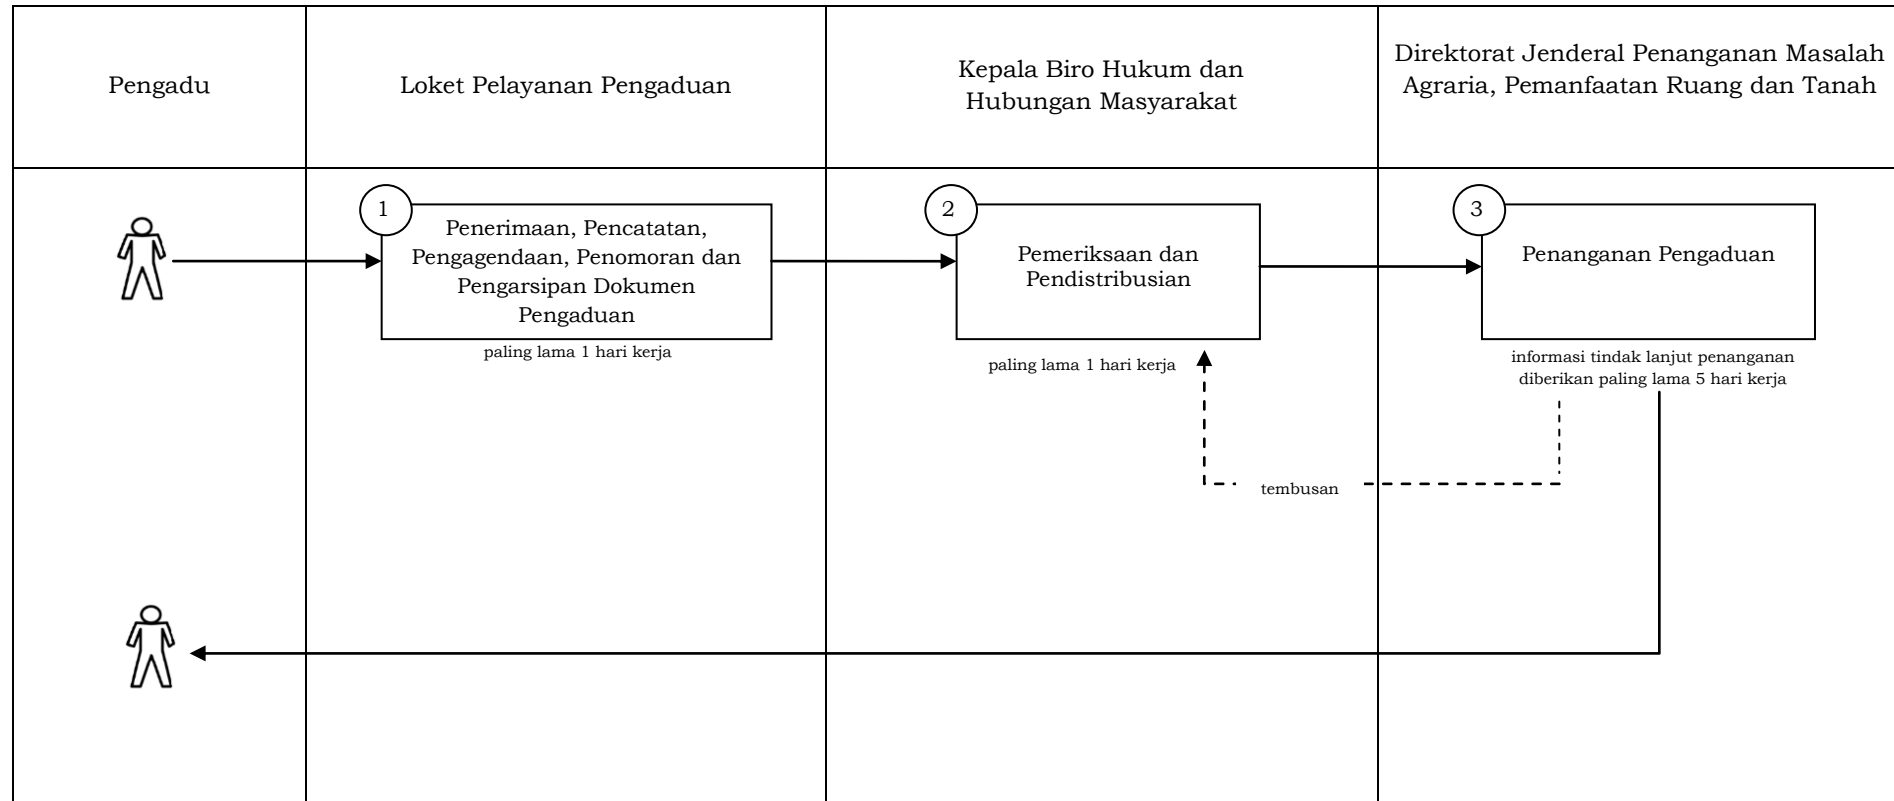 Pengadu
Loket Pelayanan Pengaduan
Kepala Biro Hukum dan
Hubungan Masyarakat
Direktorat Jenderal Penanganan Masalah
Agraria, Pemanfaatan Ruang dan Tanah
1
Penerimaan, Pencatatan,
Pengagendaan, Penomoran dan
Pengarsipan Dokumen
Pengaduan
paling lama 1 hari kerja
2
Pemeriksaan dan
Pendistribusian
paling lama 1 hari kerja
3
Penanganan Pengaduan
informasi tindak lanjut penanganan
diberikan paling lama 5 hari kerja
tembusan